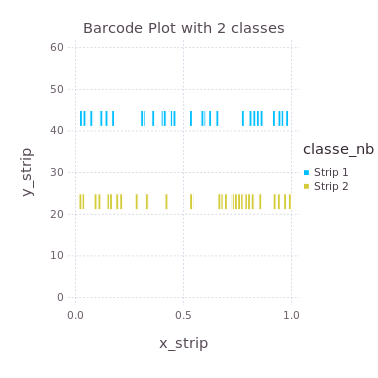 Barcode Plot with 2 classes
60
50
40
30
20
10
0
y_strip
0.0 0.5 1.0
x_strip
classe_nb
Strip 1
Strip 2